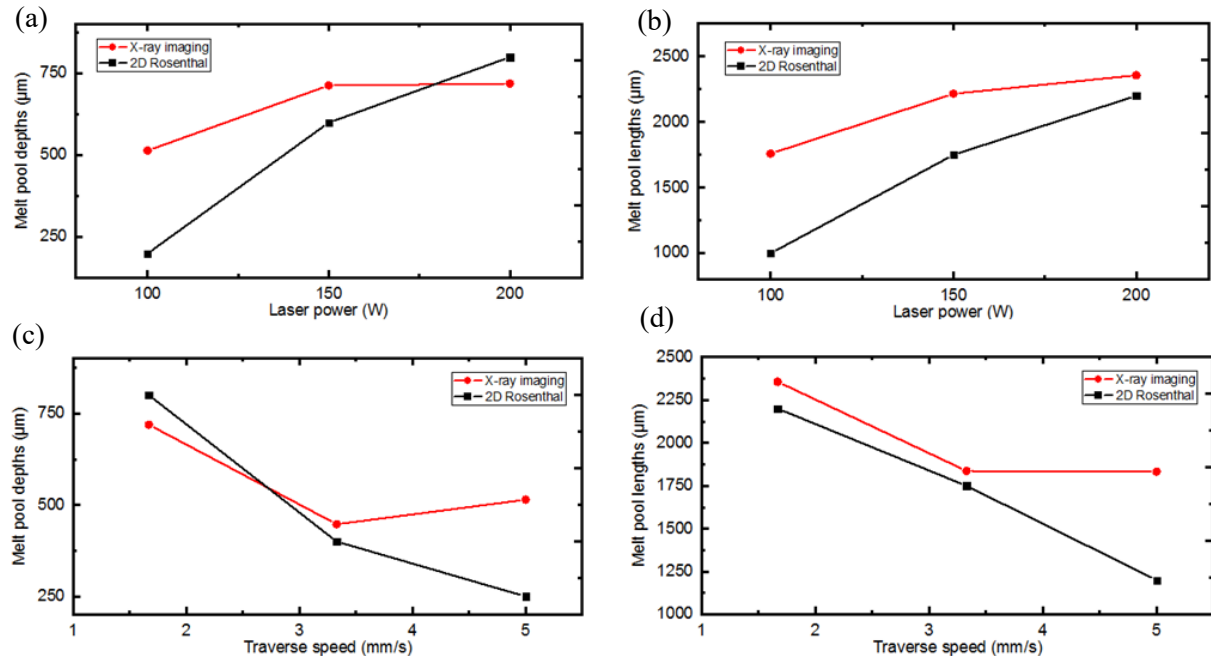 (a)
X-ray imaging
2D Rosenthal
Melt pool depths (µm)
750
500
250
100 150 200
Laser power (W)
(b)
X-ray imaging
2D Rosenthal
Melt pool lengths (µm)
2500
2000
1500
1000
100 150 200
Laser power (W)
(c)
X-ray imaging
2D Rosenthal
Melt pool depths (µm)
750
500
250
1 2 3 4 5
Traverse speed (mm/s)
(d)
X-ray imaging
2D Rosenthal
Melt pool lengths (µm)
2500
2250
2000
1750
1500
1250
1000
1 2 3 4 5
Traverse speed (mm/s)